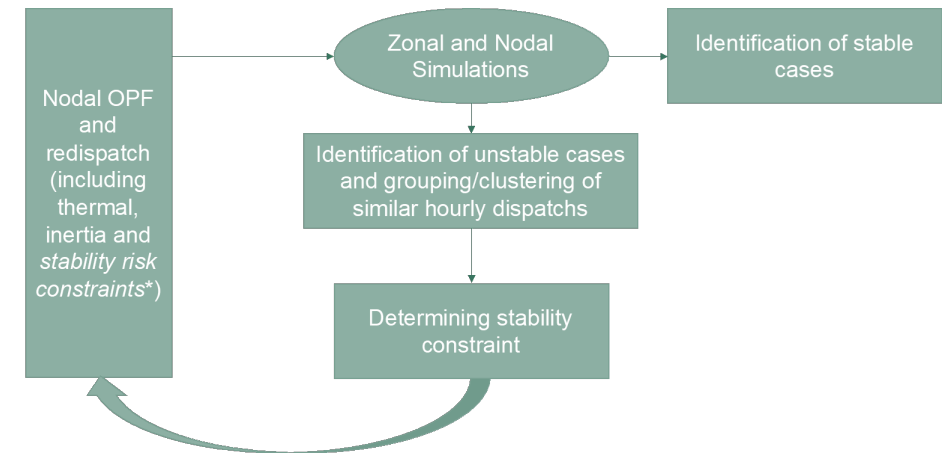 Nodal OPF
and
redispatch
(including
thermal,
inertia and
stability risk
constraints*)
Zonal and Nodal
Simulations
Identification of stable
cases
Identification of unstable cases
and grouping/clustering of
similar hourly dispatchs
Determining stability
constraint